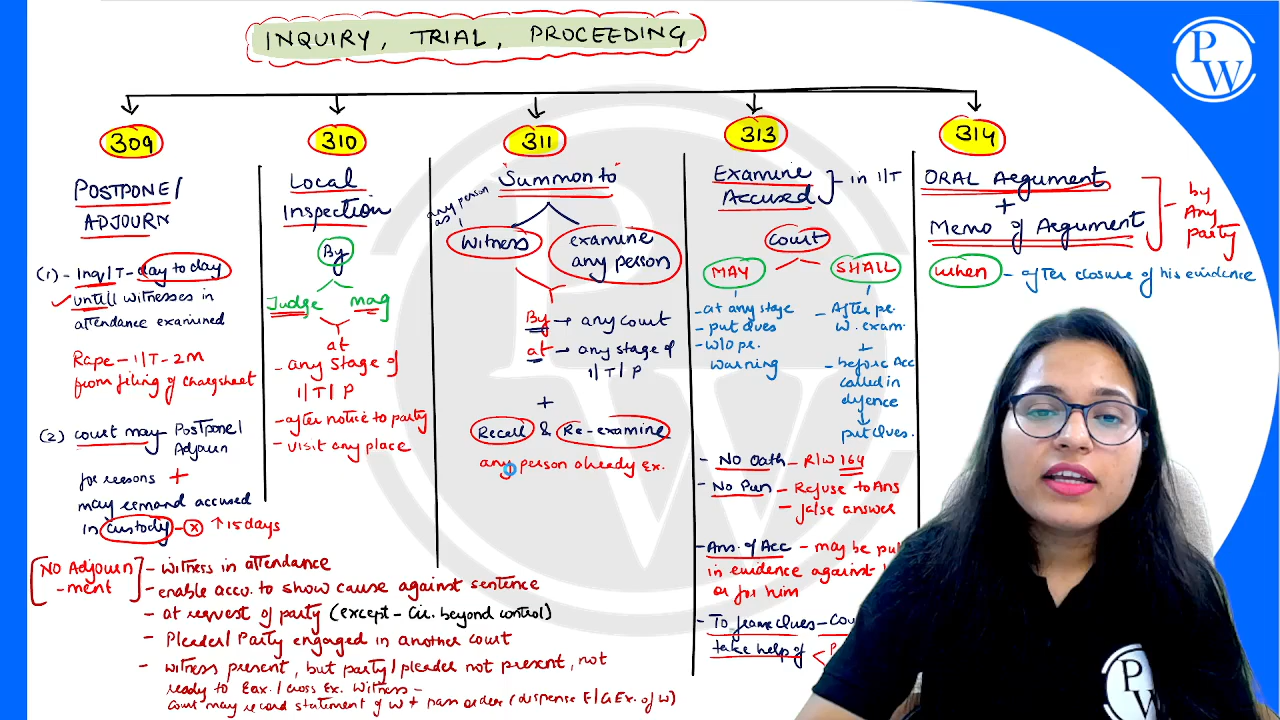 INQUIRY, TRIAL, PROCEEDING
PW
309
POSTPONE/
ADJOURN
(1) - Inq/T - day to day
untill witnesses in
attendance examined
Rape - I/T - 2M
from filing of chargsheet
(2) court may Postpone/
Adjourn
for reasons +
may remand accused
in custody - x ↑ 15 days
[NO Adjourn
-ment]
- witness in attendance
- enable accu. to show cause against sentence
- at request of party (except - Cir. beyond control)
- Pleader/ Party engaged in another court
- witness present, but party/ pleader not present, not
ready to Eax./ Cross Ex. Witness -
Court may record statement of W + pass order / dispense E/C.Ex. of W)
310
Local
Inspection
By
Judge mag
at
- any Stage of
I/T/P
- after notice to party
- visit any place
311
"Summon to"
any person
as
Witness
examine
any person
By → any court
at → any stage of
I/T/P
+
Recall & Re-examine
any person already Ex.
313
Examine
Accused } in I/T
Court
MAY
- at any stage
- put ques
- w/o pr.
warning
SHALL
- After pr.
W. exam.
+
- before Acc
called in
put Ques.
- NO Oath - R/W 164
- No Pun - Refuse to Ans
- false answer
- Ans. of Acc - may be pu
in evidence against
or for him
- To frame Ques - Cou
take help of <
314
ORAL Argument
+
Memo of Argument
- by
Any
party
when - after closure of his evidence
PW